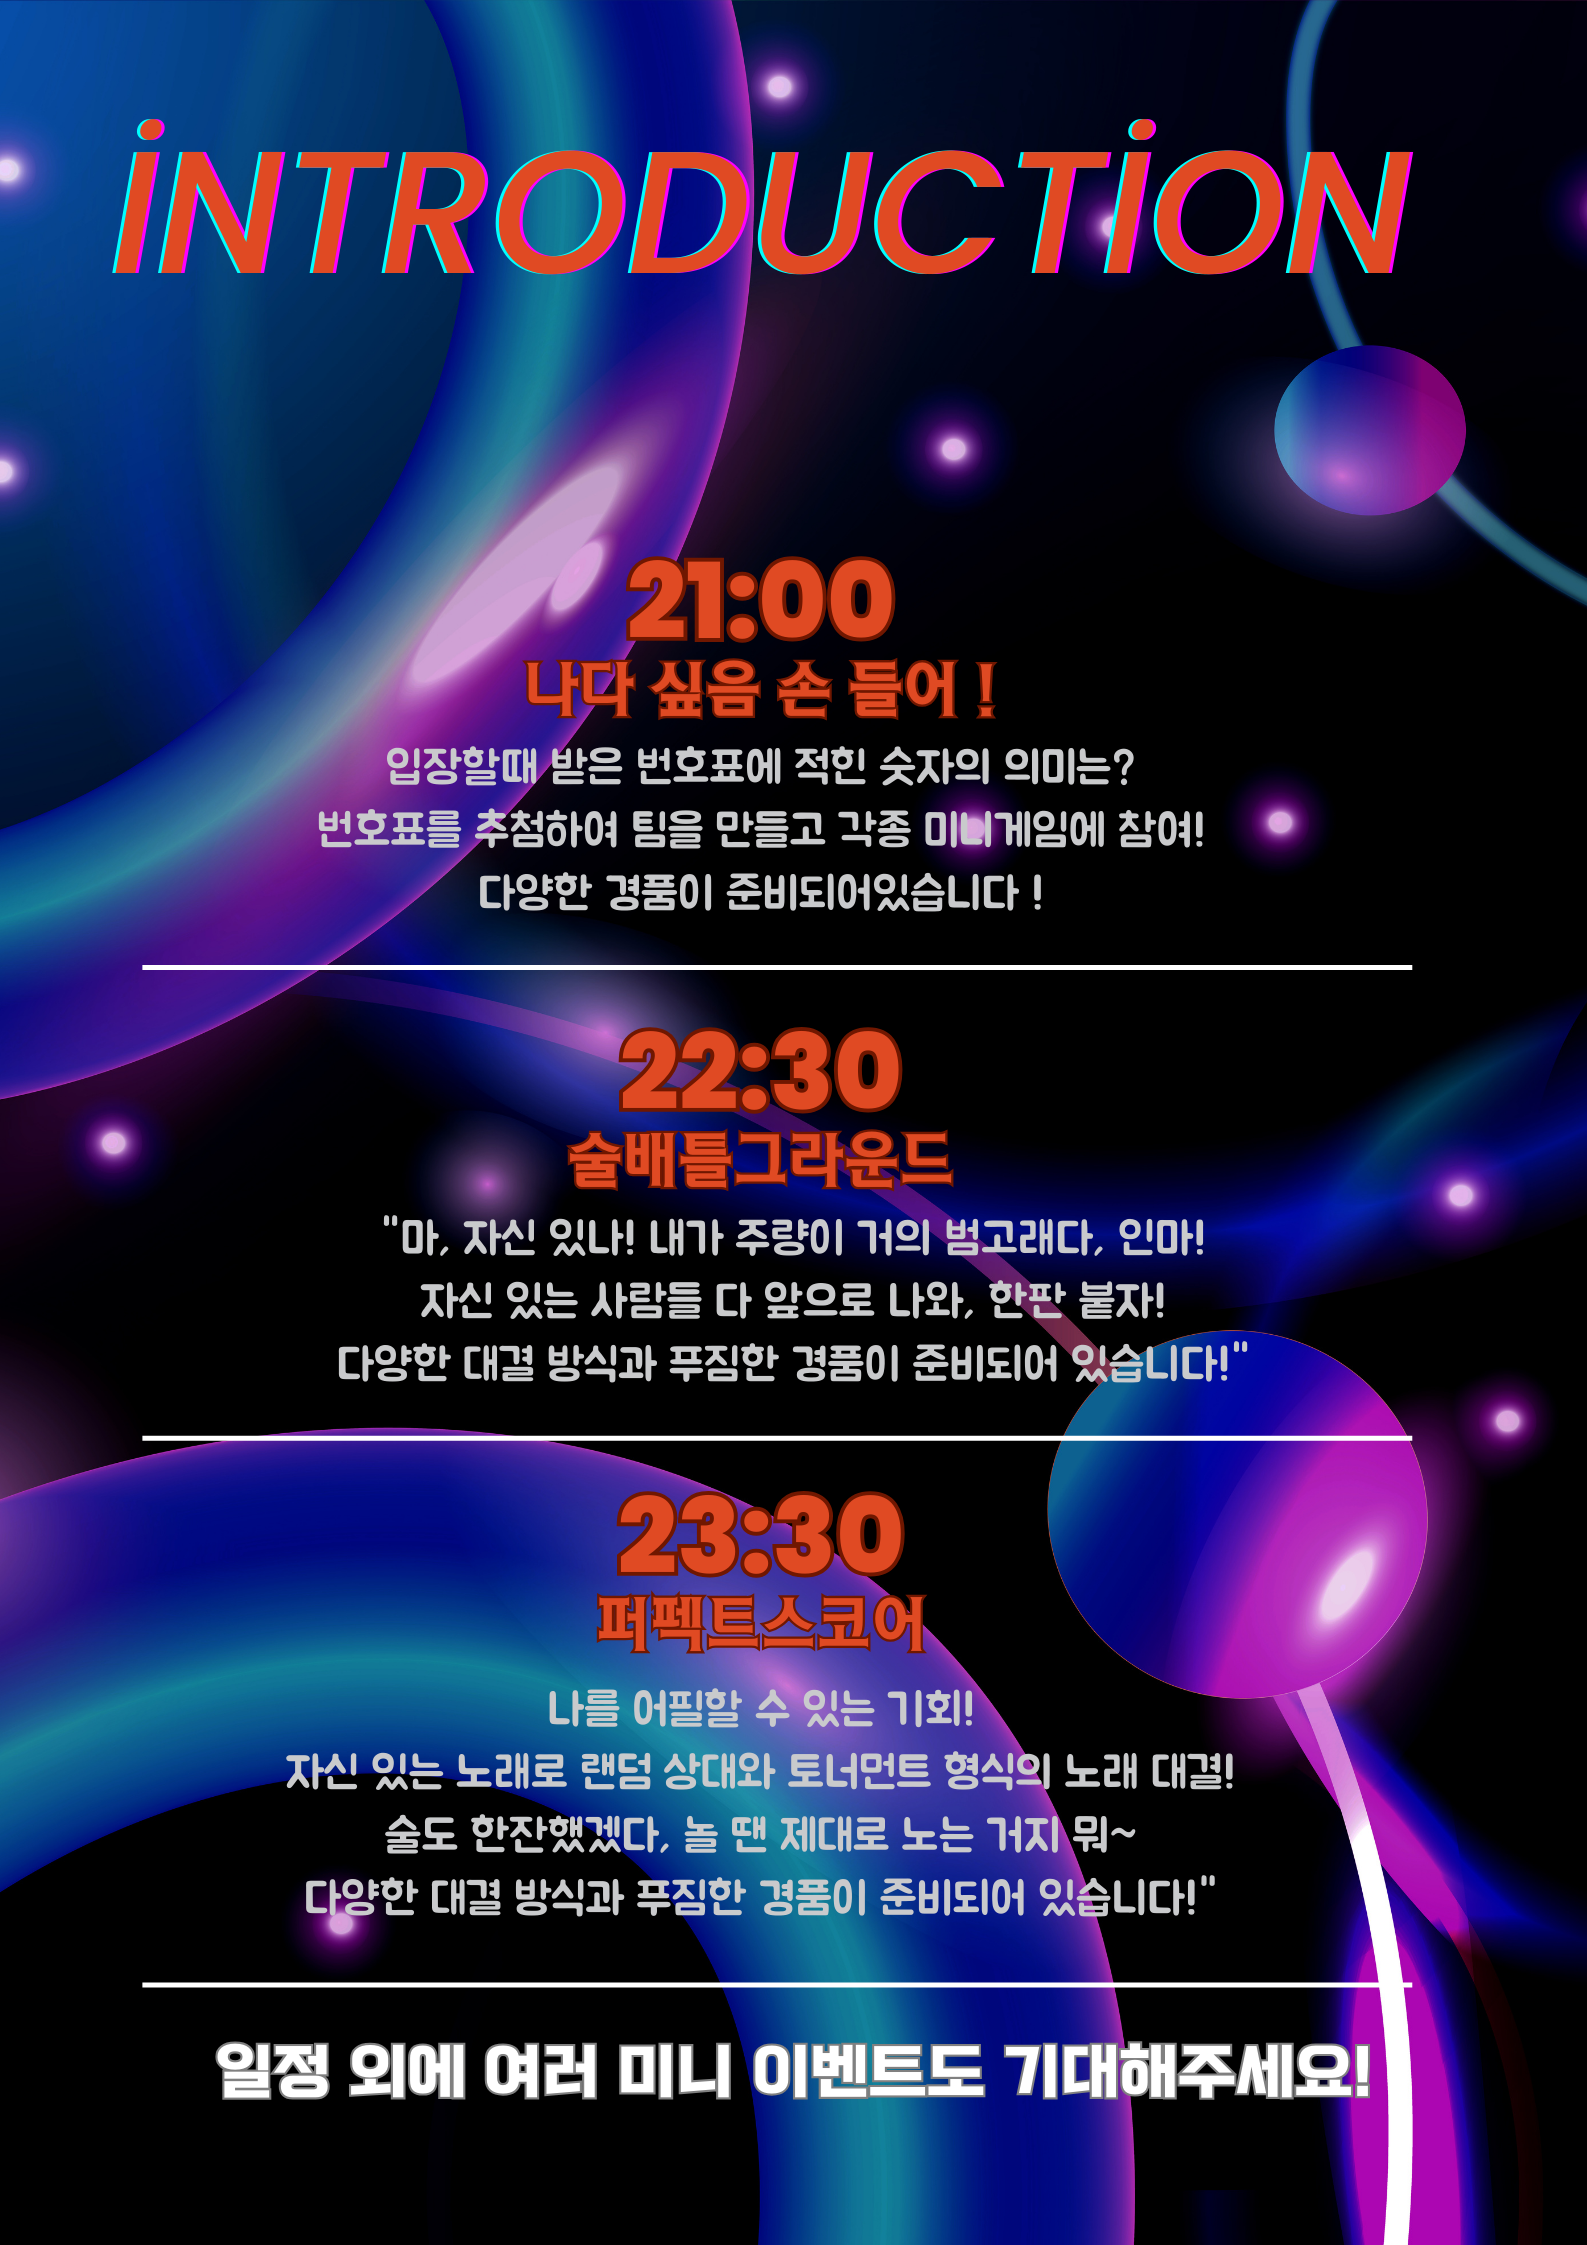 iNTRODUCTiON
21:00
나다 싶음 손 들어 !
입장할때 받은 번호표에 적힌 숫자의 의미는?
번호표를 추첨하여 팀을 만들고 각종 미니게임에 참여!
다양한 경품이 준비되어있습니다 !
22:30
술배틀그라운드
"마, 자신 있나! 내가 주량이 거의 범고래다, 인마!
자신 있는 사람들 다 앞으로 나와, 한판 붙자!
다양한 대결 방식과 푸짐한 경품이 준비되어 있습니다!"
23:30
퍼펙트스코어
나를 어필할 수 있는 기회!
자신 있는 노래로 랜덤 상대와 토너먼트 형식의 노래 대결!
술도 한잔했겠다, 놀 땐 제대로 노는 거지 뭐~
다양한 대결 방식과 푸짐한 경품이 준비되어 있습니다!"
일정 외에 여러 미니 이벤트도 기대해주세요!